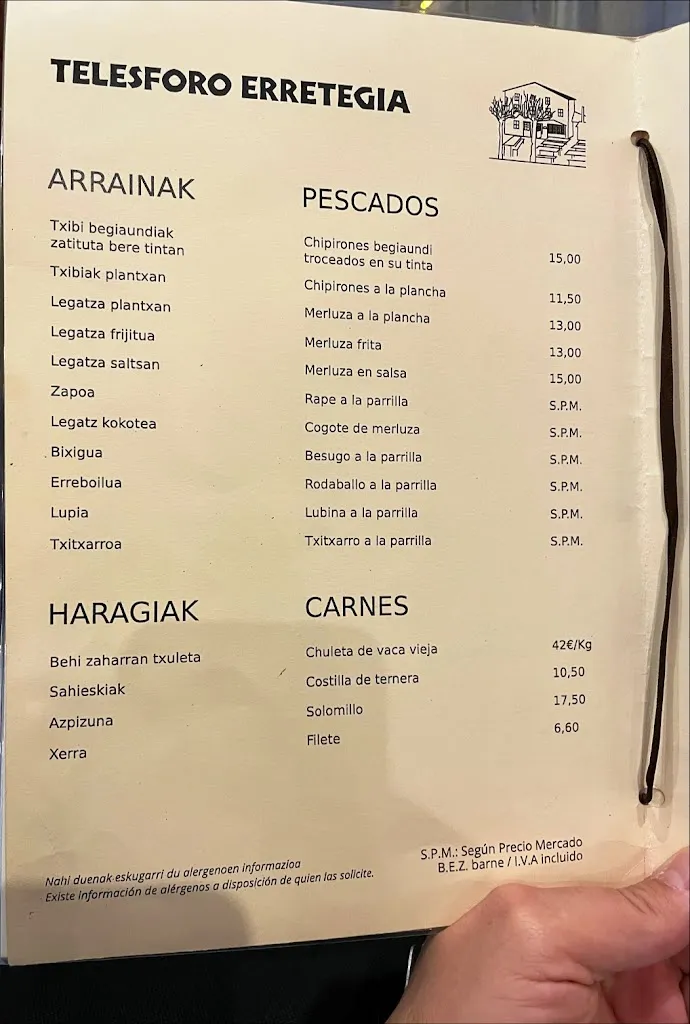 TELESFORO ERRETEGIA
ARRAINAK
Txibi begiaundiak
zatituta bere tintan
Txibiak plantxan
Legatza plantxan
Legatza frijitua
Legatza saltsan
Zapoa
Legatz kokotea
Bixigua
Erreboilua
Lupia
Txitxarroa
PESCADOS
Chipirones begiaundi
troceados en su tinta 15,00
Chipirones a la plancha 11,50
Merluza a la plancha 13,00
Merluza frita 13,00
Merluza en salsa 15,00
Rape a la parrilla S.P.M.
Cogote de merluza S.P.M.
Besugo a la parrilla S.P.M.
Rodaballo a la parrilla S.P.M.
Lubina a la parrilla S.P.M.
Txitxarro a la parrilla S.P.M.
HARAGIAK
Behi zaharran txuleta
Sahieskiak
Azpizuna
Xerra
CARNES
Chuleta de vaca vieja 42€/Kg
Costilla de ternera 10,50
Solomillo 17,50
Filete 6,60
Nahi duenak eskugarri du alergenoen informazioa
Existe información de alérgenos a disposición de quien las solicite.
S.P.M.: Según Precio Mercado
B.E.Z. barne / I.V.A incluido